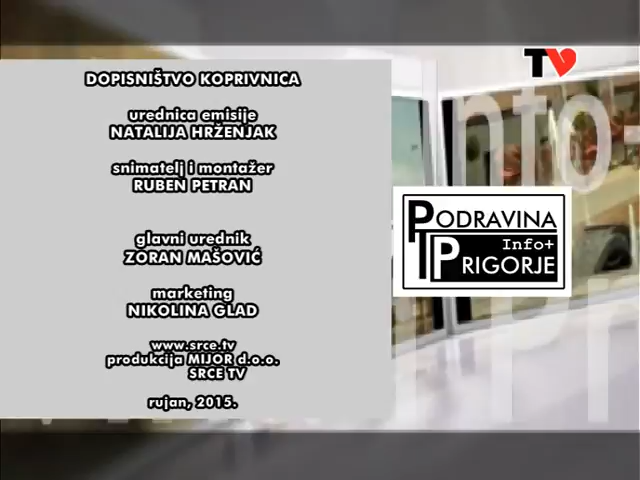 DOPISNIŠTVO KOPRIVNICA
urednica emisije
NATALIJA HRŽENJAK
snimatelj i montažer
RUBEN PETRAN
glavni urednik
ZORAN MAŠOVIĆ
marketing
NIKOLINA GLAD
www.srce.tv
produkcija MIJOR d.o.o.
SRCE TV
rujan, 2015.
TV
nfo-
PODRAVINA
Info+
PRIGORJE